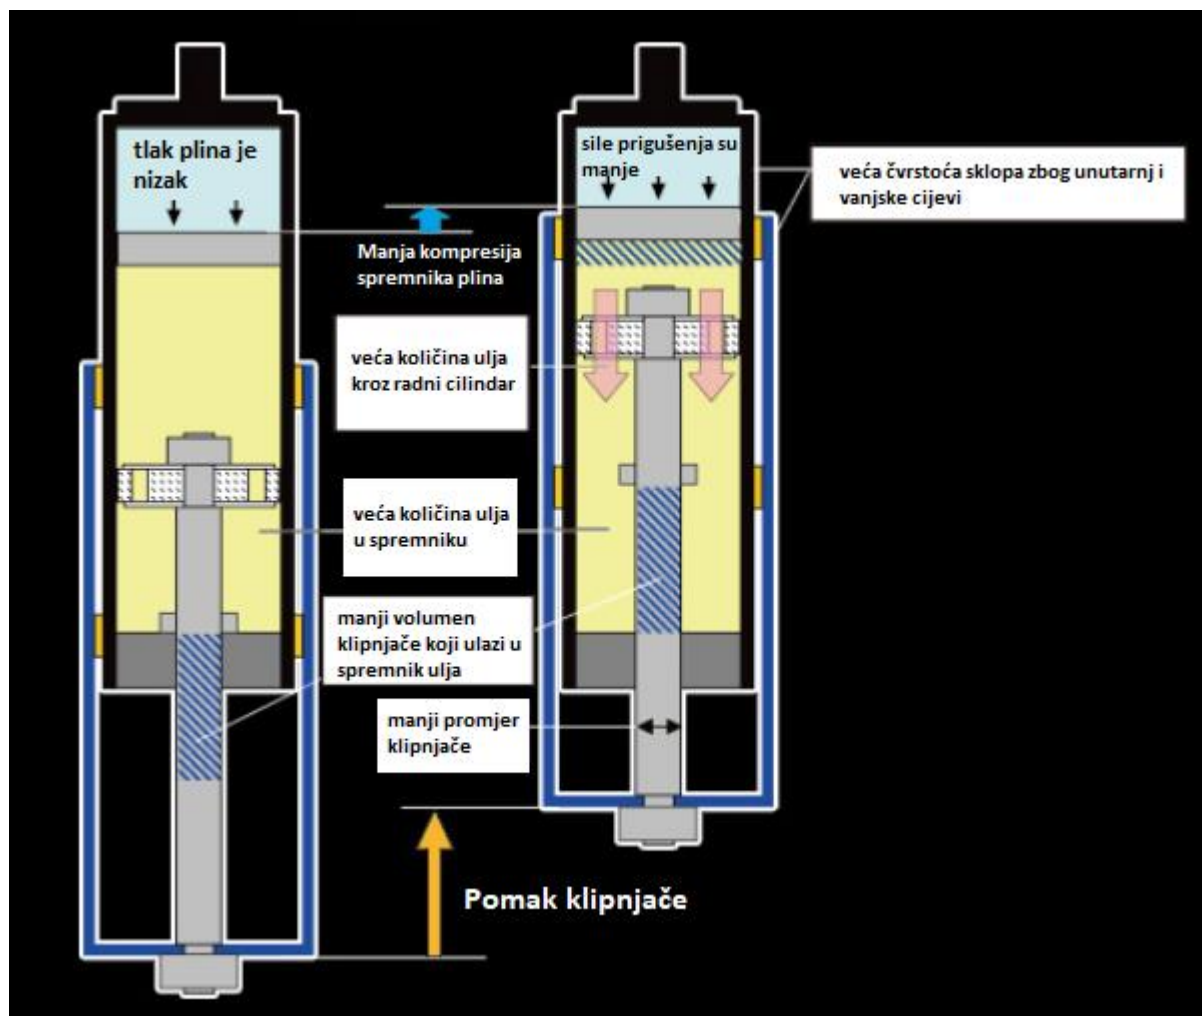 tlak plina je
nizak
sile prigušenja su
manje
veća čvrstoća sklopa zbog unutarnj i
vanjske cijevi
Manja kompresija
spremnika plina
veća količina ulja
kroz radni cilindar
veća količina ulja
u spremniku
manji volumen
klipnjače koji ulazi u
spremnik ulja
manji promjer
klipnjače
Pomak klipnjače